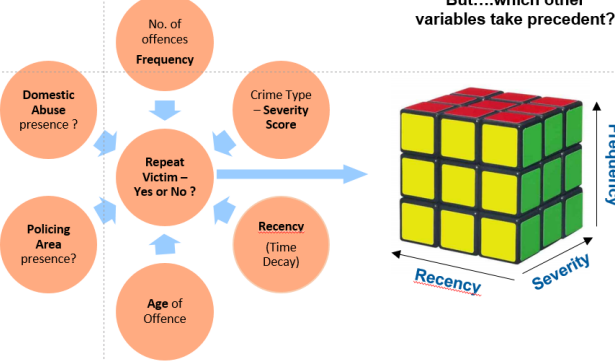 But....which other
variables take precedent?
No. of
offences
Frequency
Domestic
Abuse
presence ?
Crime Type
– Severity
Score
Repeat
Victim –
Yes or No ?
Policing
Area
presence?
Recency
(Time
Decay)
Age of
Offence
Frequency
Recency
Severity